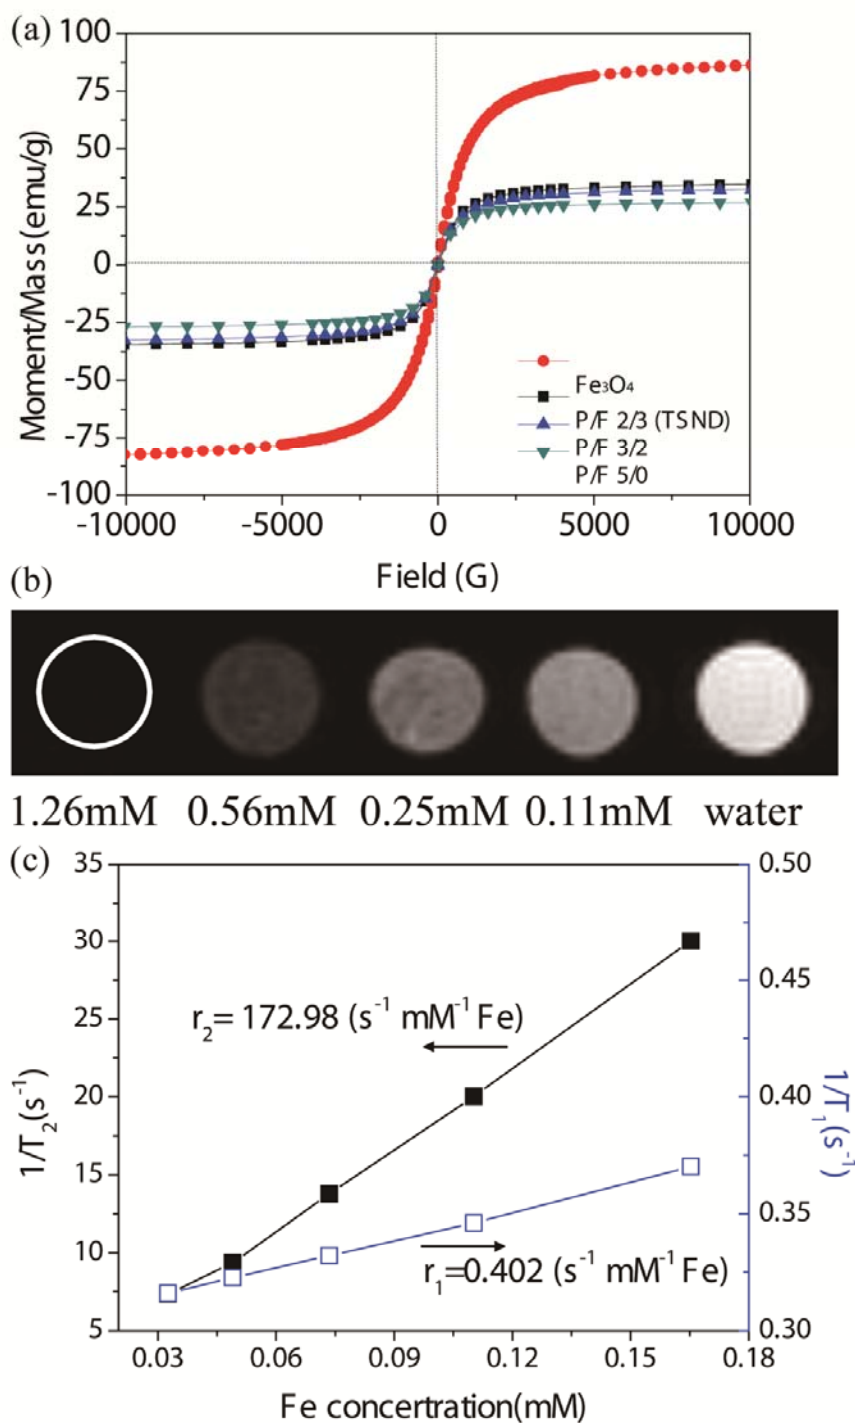 (a)
100
75
50
25
0
-25
-50
-75
-100
Moment/Mass (emu/g)
Fe₃O₄
P/F 2/3 (TSND)
P/F 3/2
P/F 5/0
-10000 -5000 0 5000 10000
Field (G)
(b)
1.26mM 0.56mM 0.25mM 0.11mM water
(c)
35
30
25
20
15
10
5
1/T₂(s⁻¹)
r₂= 172.98 (s⁻¹ mM⁻¹ Fe)
r₁=0.402 (s⁻¹ mM⁻¹ Fe)
0.50
0.45
0.40
0.35
0.30
1/T₁(s⁻¹)
0.03 0.06 0.09 0.12 0.15 0.18
Fe concertration(mM)